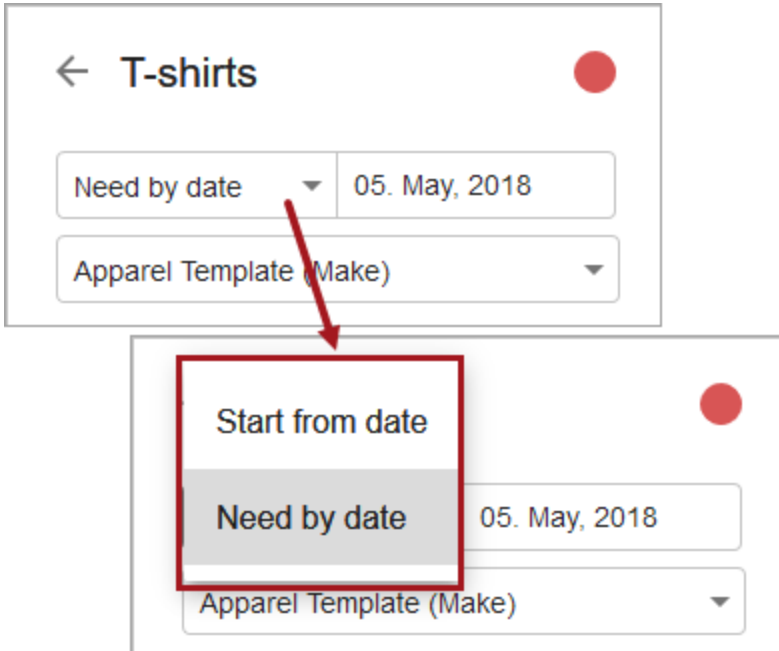 T-shirts
Need by date 05. May, 2018
Apparel Template (Make)
Start from date
Need by date 05. May, 2018
Apparel Template (Make)